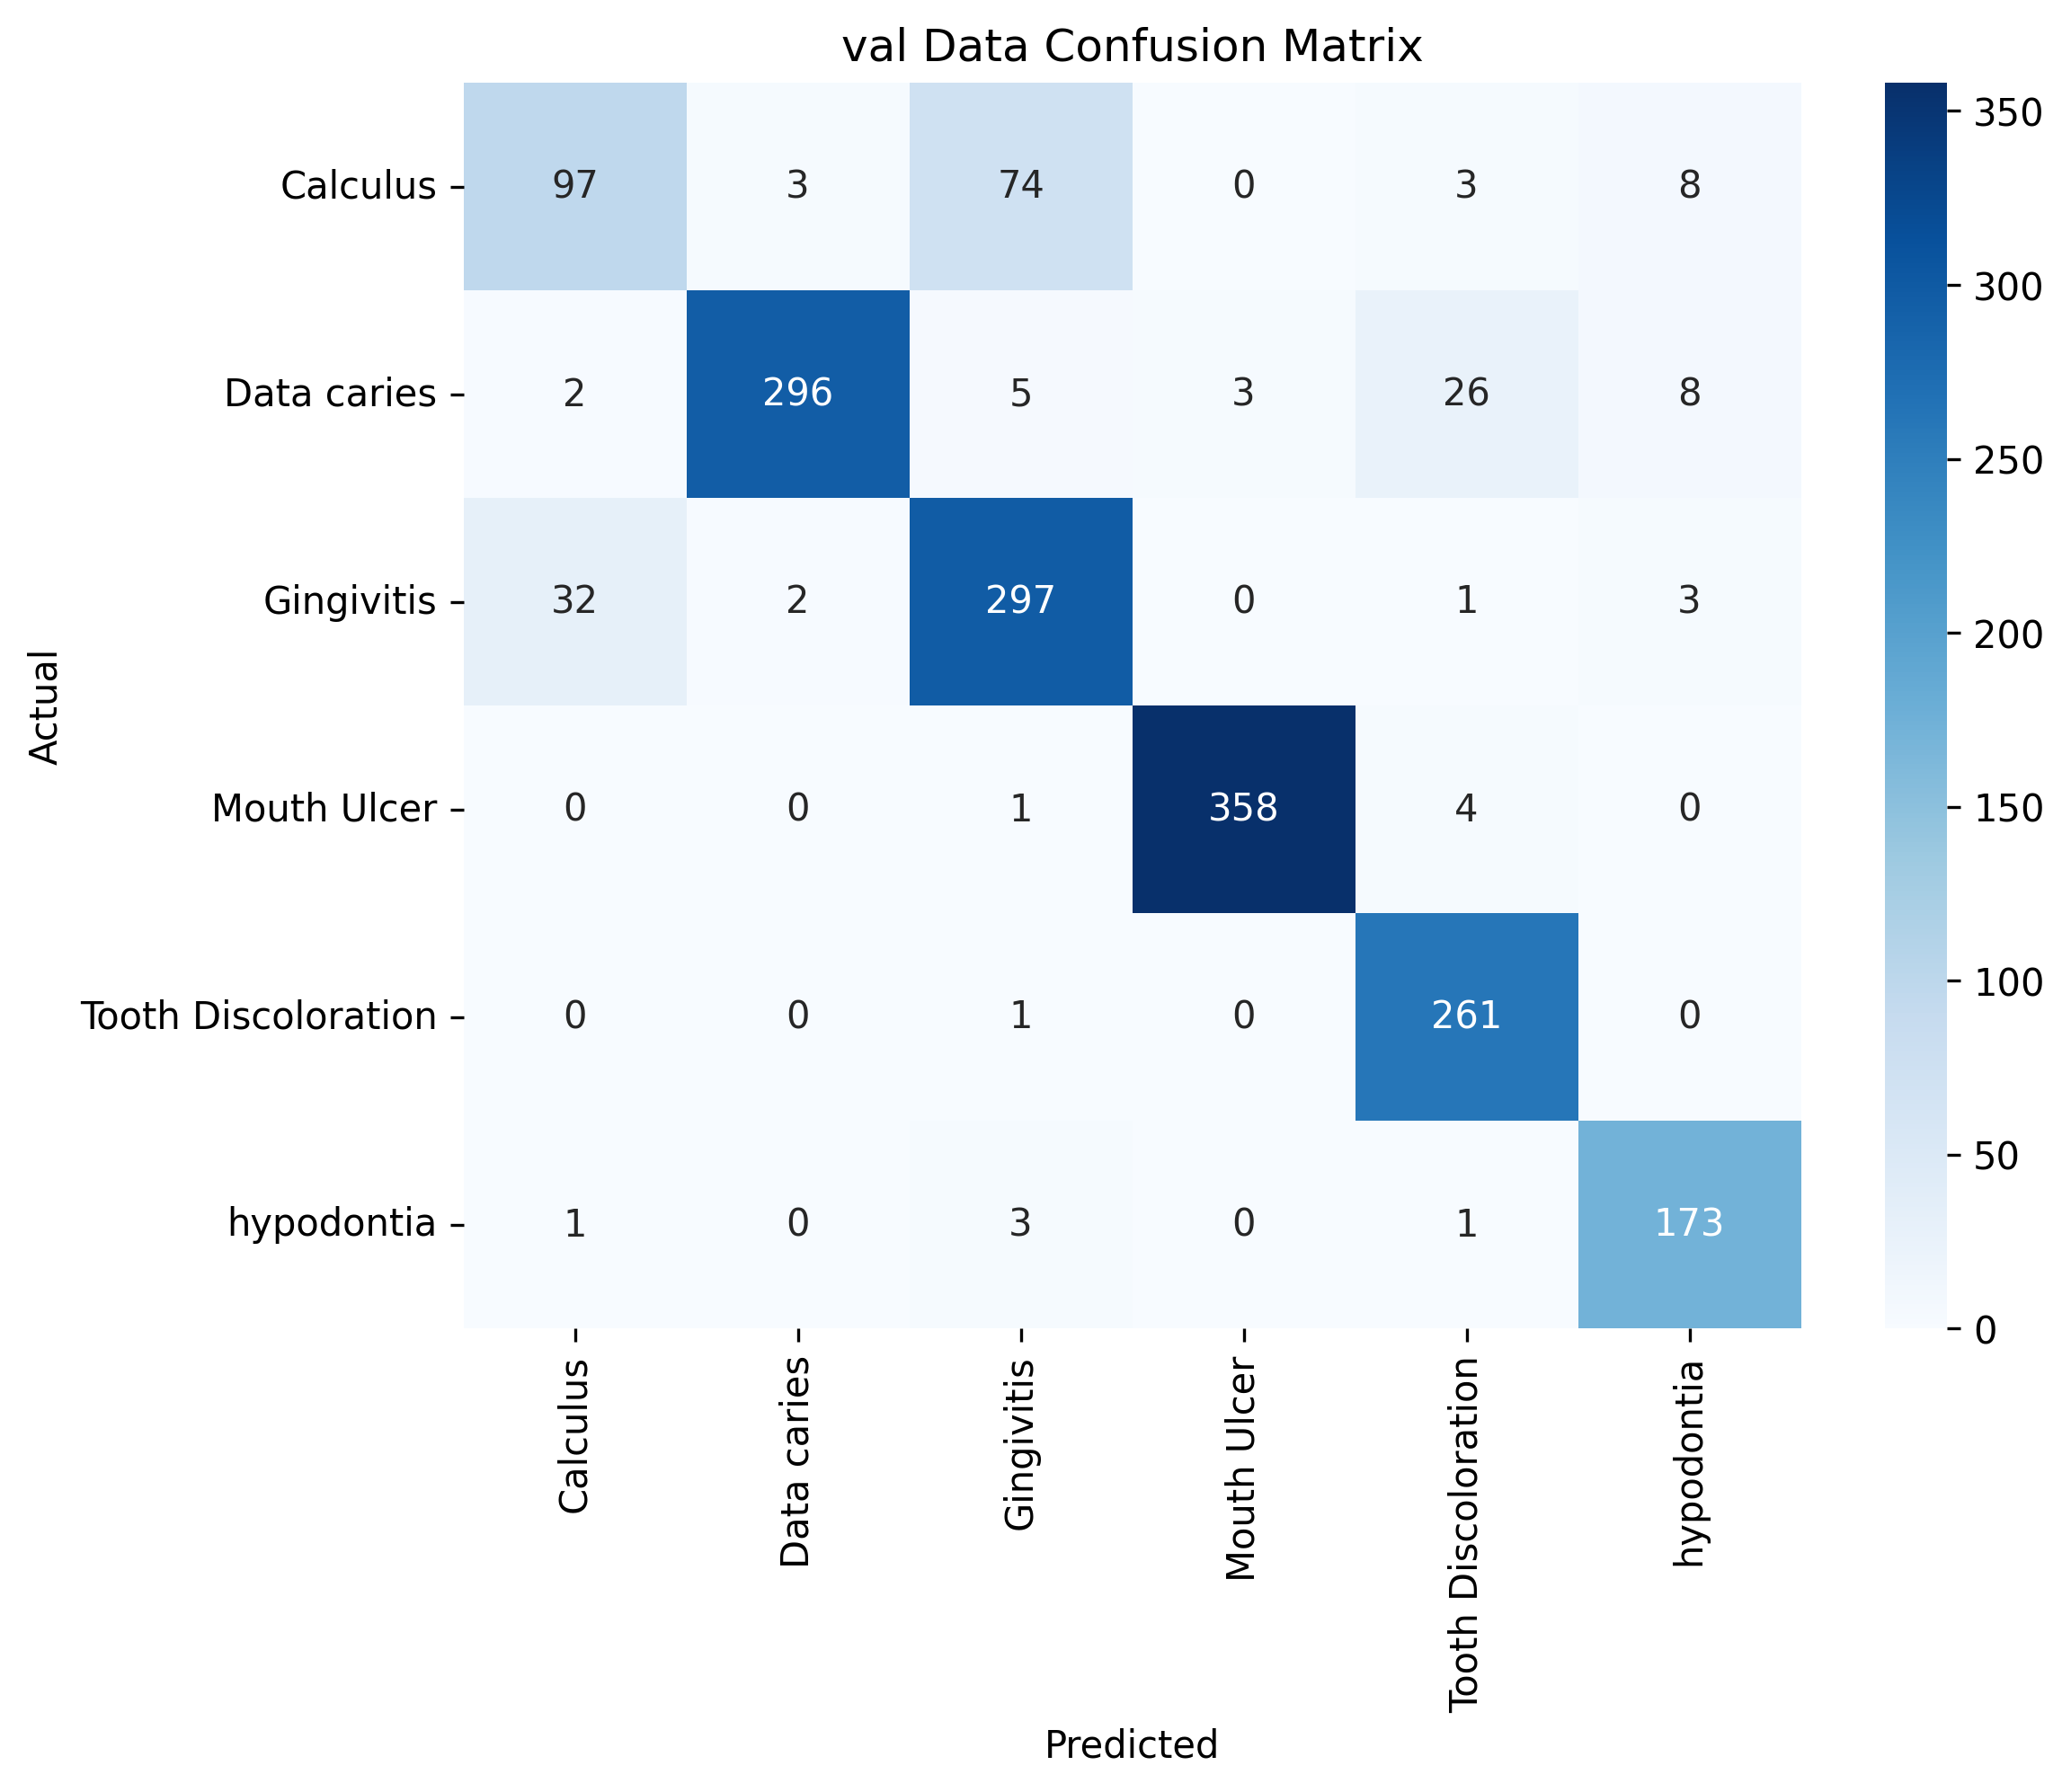 val Data Confusion Matrix
Calculus 97 3 74 0 3 8
Data caries 2 296 5 3 26 8
Gingivitis 32 2 297 0 1 3
Mouth Ulcer 0 0 1 358 4 0
Tooth Discoloration 0 0 1 0 261 0
hypodontia 1 0 3 0 1 173
Actual
Calculus
Data caries
Gingivitis
Mouth Ulcer
Tooth Discoloration
hypodontia
Predicted
350
300
250
200
150
100
50
0